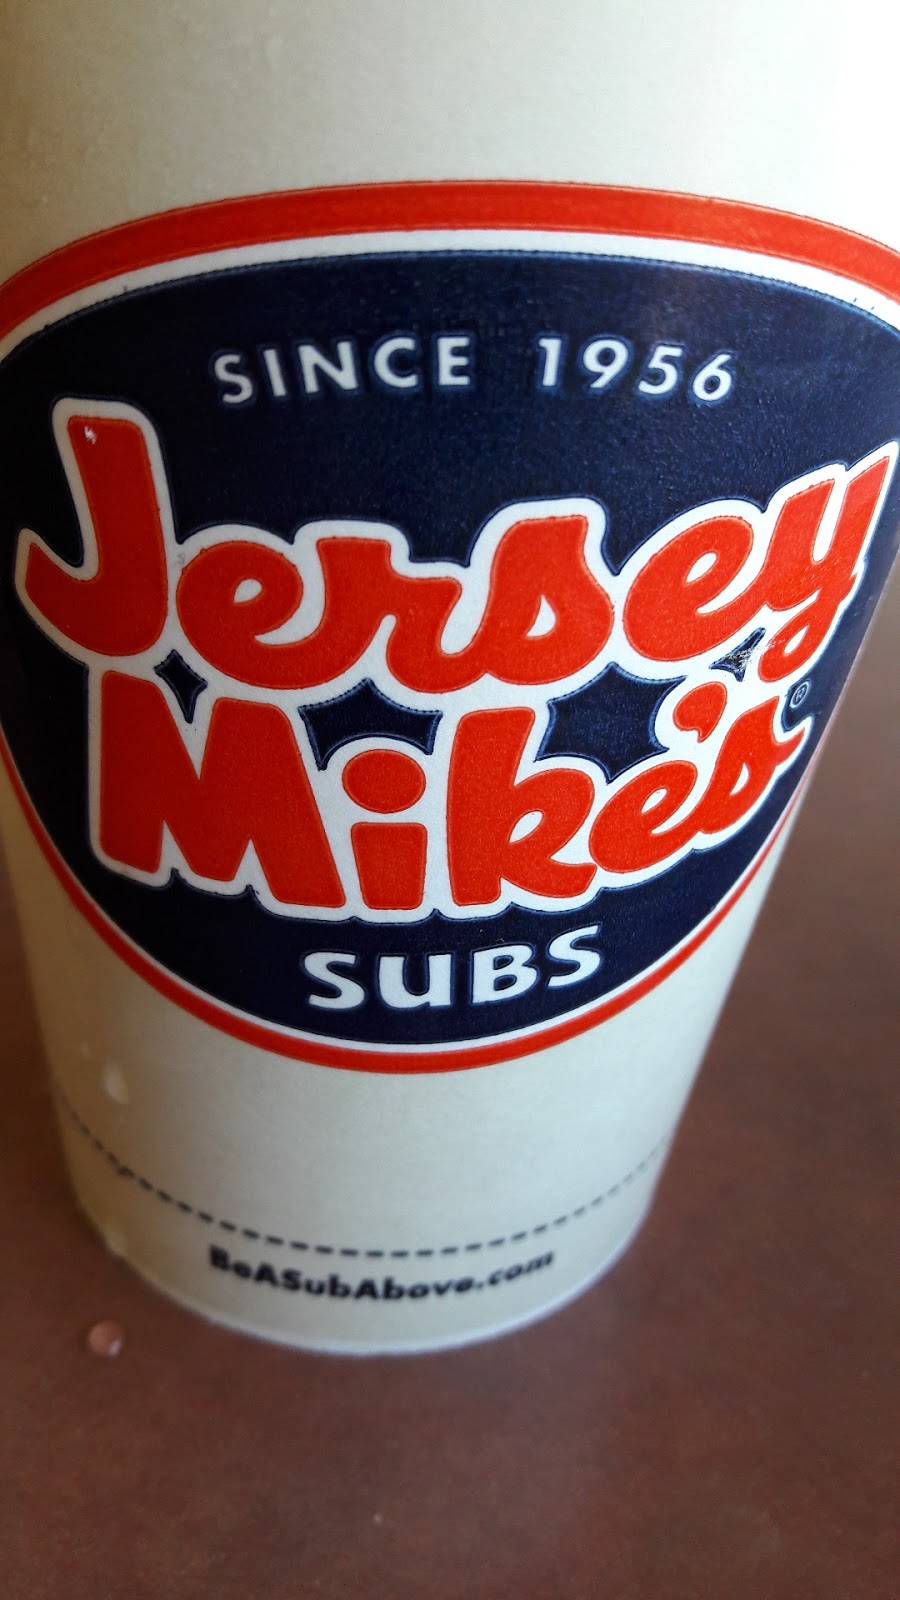 SINCE 1956
Jersey
Mike's®
SUBS
BeASubAbove.com